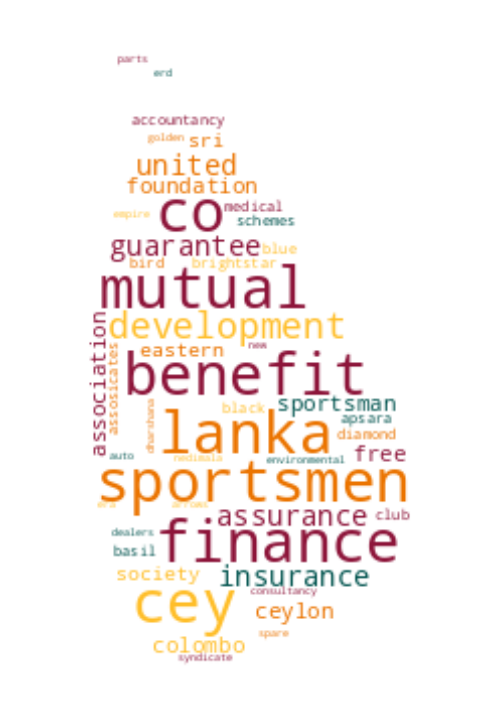 parts
erd
accountancy
golden sri
united
foundation
empire co medical
schemes
guarantee blue
bird brightstar
mutual
association development
assosicates eastern new
benefit
dharshana black sportsman
lanka apsara
diamond
auto nedimala environmental free
sportsmen
era arrows
assurance club
dealers finance
basil
society insurance
cey consultancy
ceylon
spare
colombo
syndicate